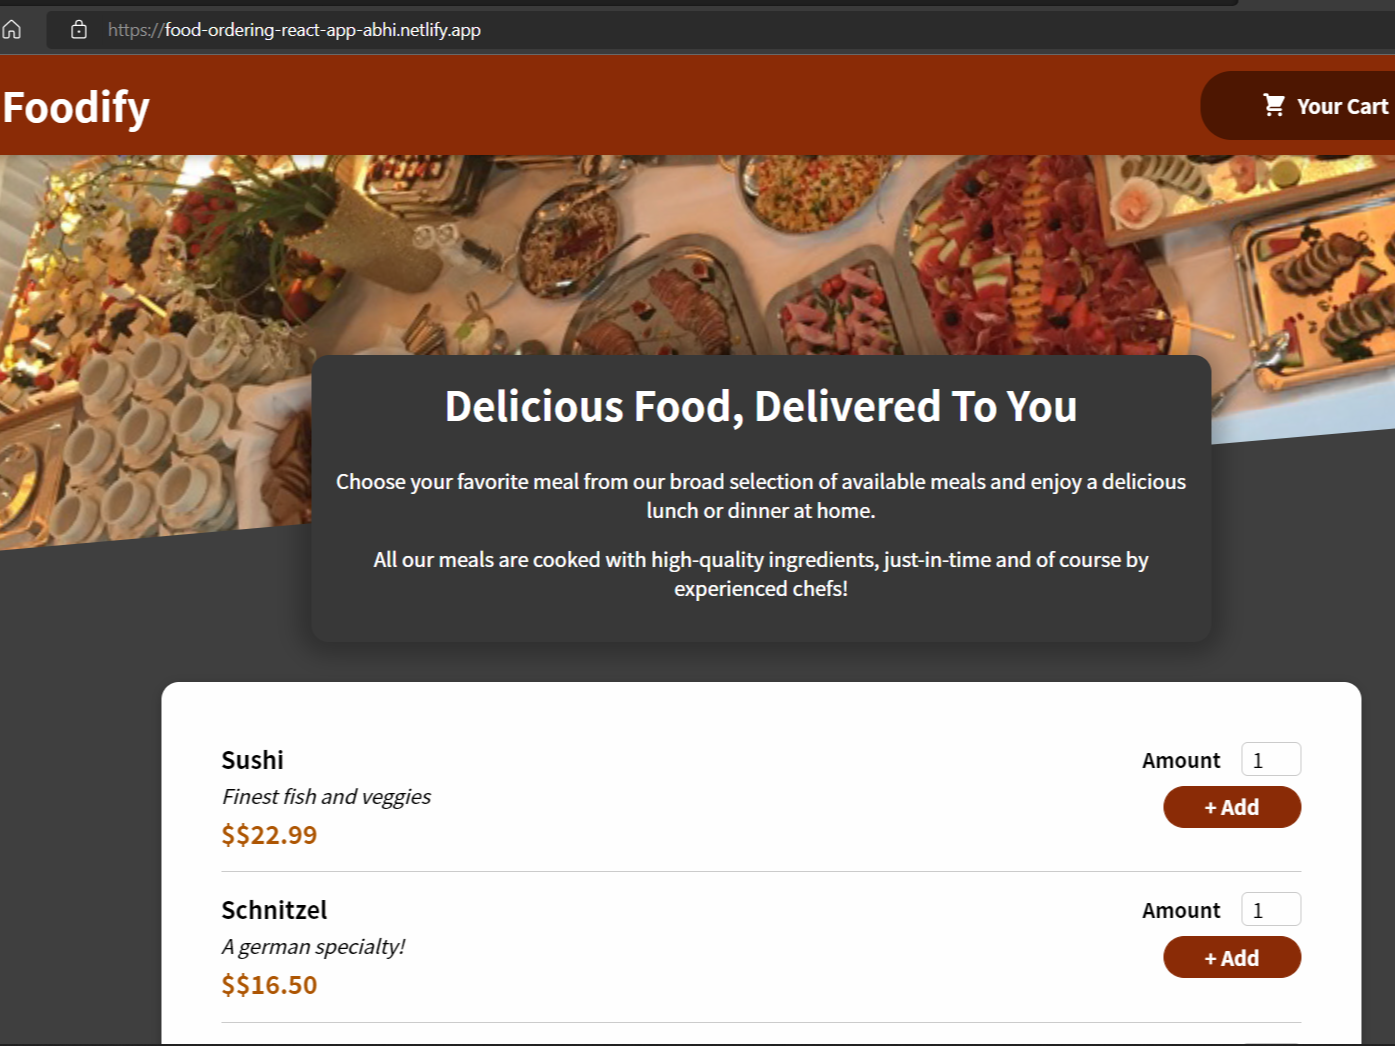 https://food-ordering-react-app-abhi.netlify.app
Foodify
Your Cart
Delicious Food, Delivered To You
Choose your favorite meal from our broad selection of available meals and enjoy a delicious
lunch or dinner at home.
All our meals are cooked with high-quality ingredients, just-in-time and of course by
experienced chefs!
Sushi
Amount 1
Finest fish and veggies
+ Add
$$22.99
Schnitzel
Amount 1
A german specialty!
+ Add
$$16.50